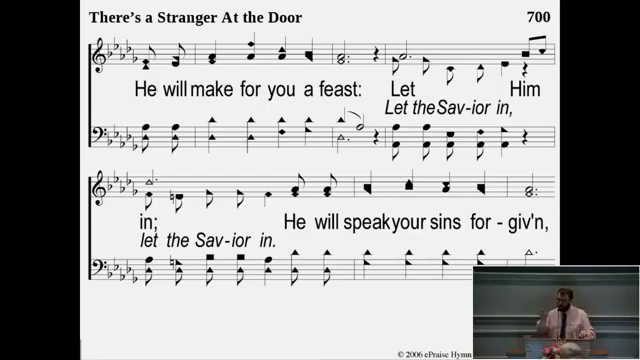 There's a Stranger At the Door 700
He will make for you a feast: Let Him
Let the Sav-ior in,
in; He will speak your sins for - giv'n,
let the Sav-ior in.
© 2006 ePraise Hymn